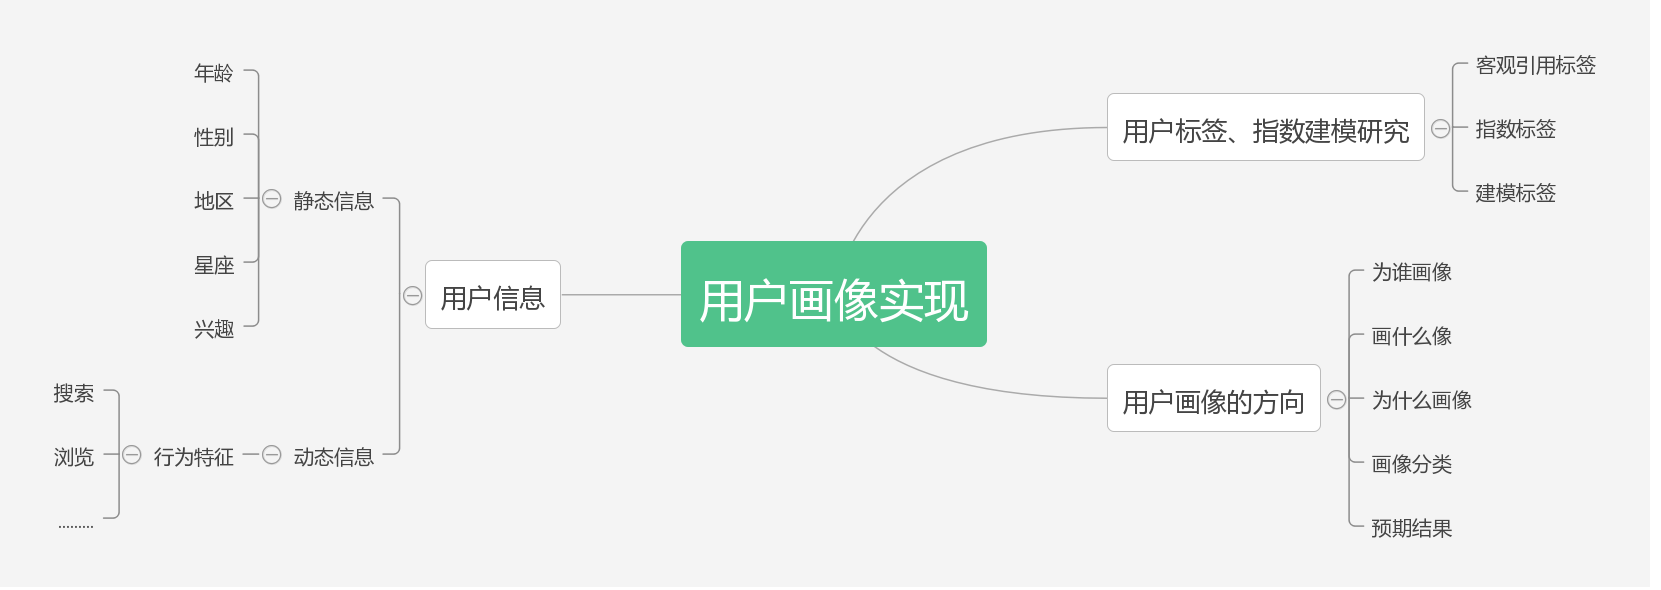 用户画像实现
用户标签、指数建模研究
客观引用标签
指数标签
建模标签
用户画像的方向
为谁画像
画什么像
为什么画像
画像分类
预期结果
用户信息
静态信息
年龄
性别
地区
星座
兴趣
动态信息
行为特征
搜索
浏览
.........